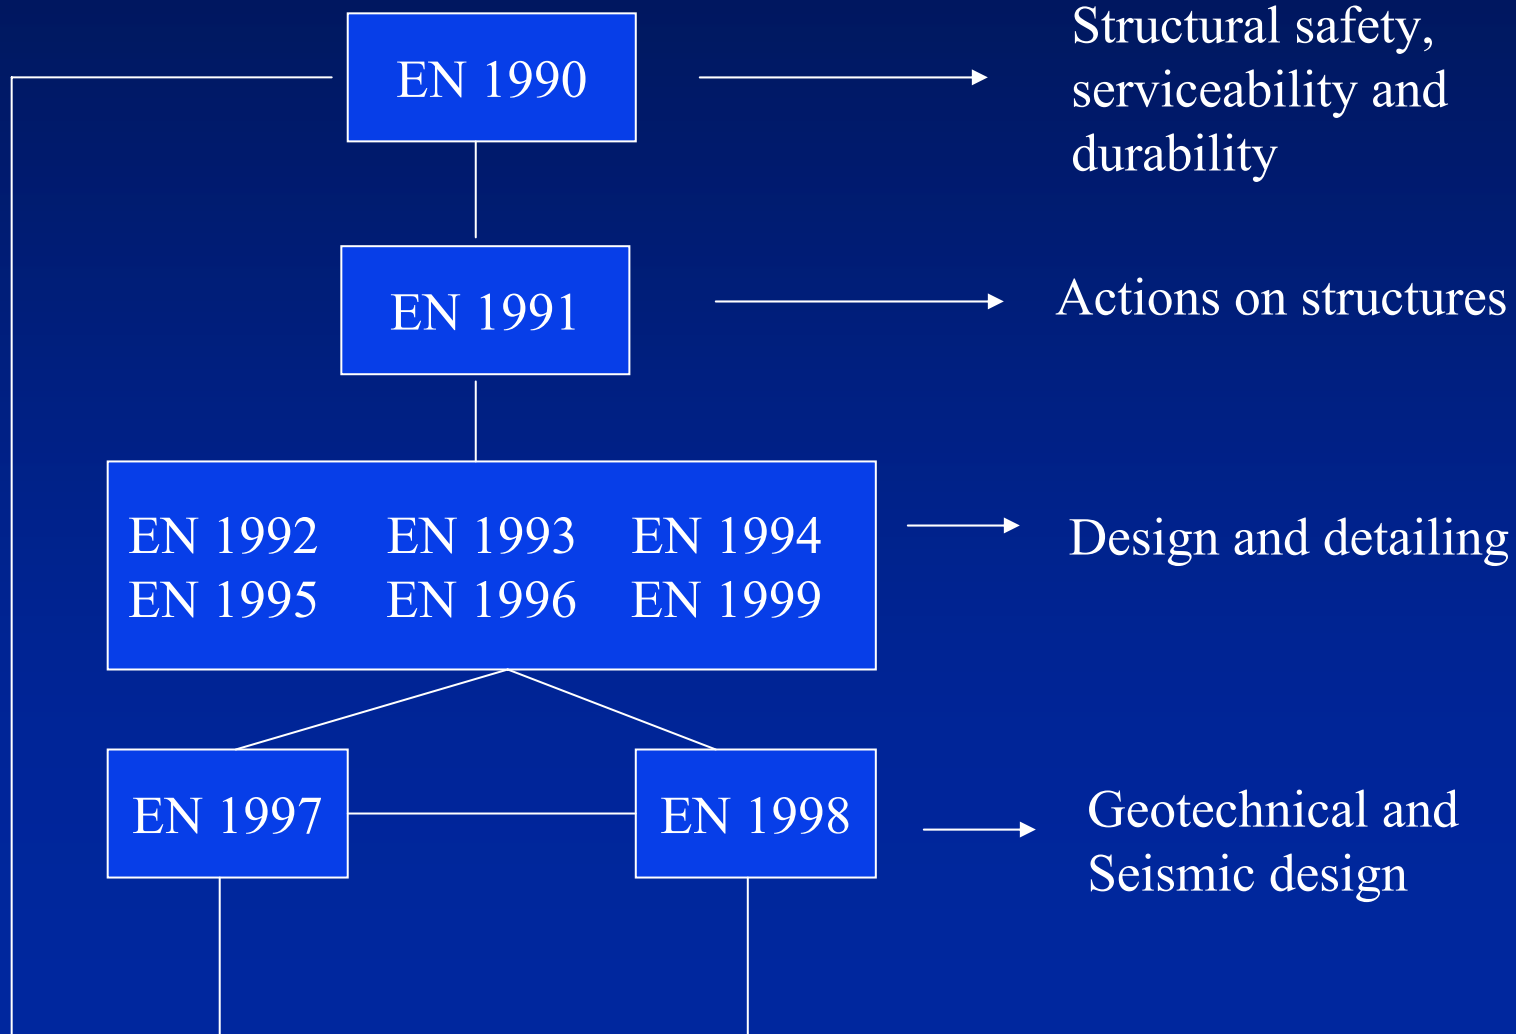 EN 1990
Structural safety,
serviceability and
durability
EN 1991
Actions on structures
EN 1992 EN 1993 EN 1994
EN 1995 EN 1996 EN 1999
Design and detailing
EN 1997
EN 1998
Geotechnical and
Seismic design